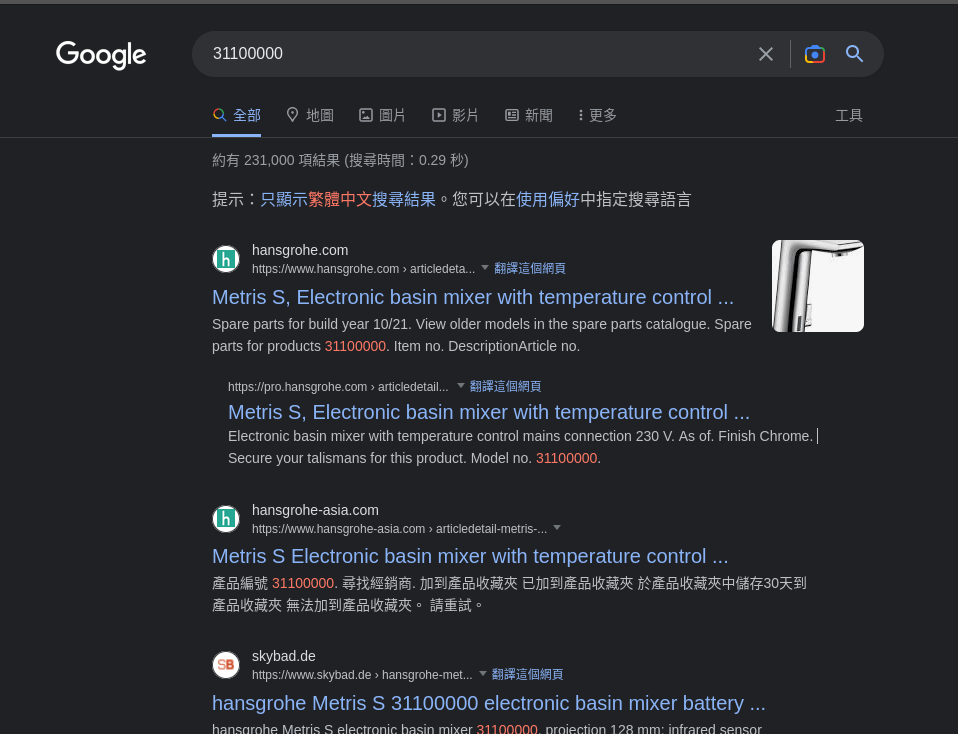 Google
31100000
全部 地圖 圖片 影片 新聞 更多 工具
約有 231,000 項結果 (搜尋時間：0.29 秒)
提示：只顯示繁體中文搜尋結果。您可以在使用偏好中指定搜尋語言
hansgrohe.com
https://www.hansgrohe.com › articledeta... 翻譯這個網頁
Metris S, Electronic basin mixer with temperature control ...
Spare parts for build year 10/21. View older models in the spare parts catalogue. Spare
parts for products 31100000. Item no. DescriptionArticle no.
https://pro.hansgrohe.com › articledetail... 翻譯這個網頁
Metris S, Electronic basin mixer with temperature control ...
Electronic basin mixer with temperature control mains connection 230 V. As of. Finish Chrome.
Secure your talismans for this product. Model no. 31100000.
hansgrohe-asia.com
https://www.hansgrohe-asia.com › articledetail-metris-...
Metris S Electronic basin mixer with temperature control ...
產品編號 31100000. 尋找經銷商. 加到產品收藏夾 已加到產品收藏夾 於產品收藏夾中儲存30天到
產品收藏夾 無法加到產品收藏夾。 請重試。
SB
skybad.de
https://www.skybad.de › hansgrohe-met... 翻譯這個網頁
hansgrohe Metris S 31100000 electronic basin mixer battery ...
hansgrohe Metris S electronic basin mixer 31100000, projection 128 mm; infrared sensor